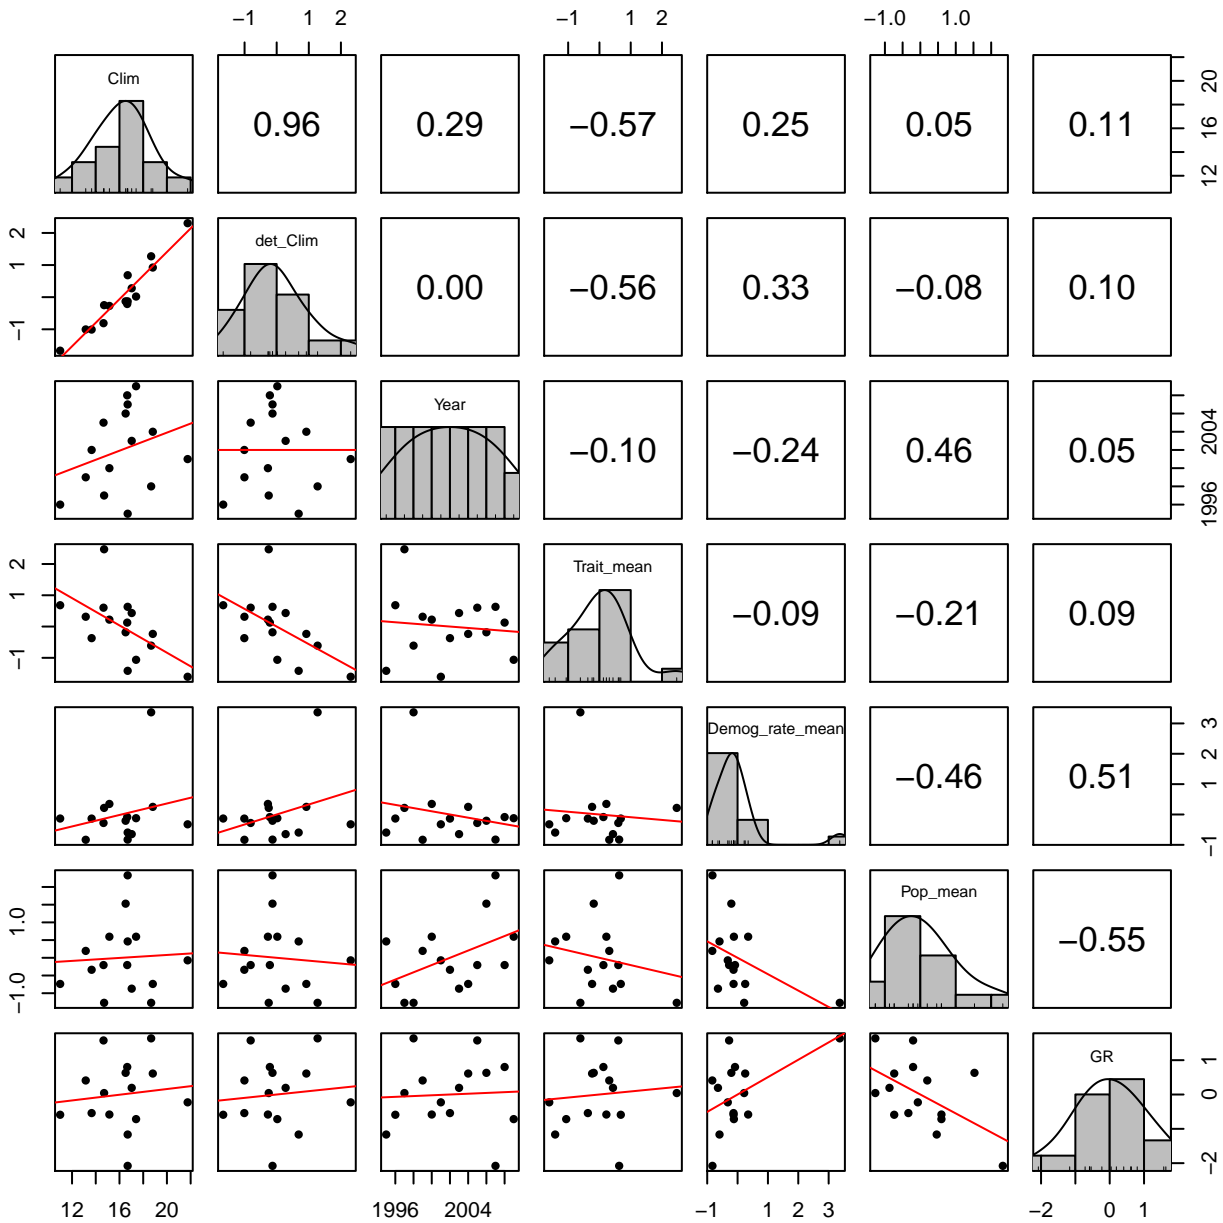 −1 1 2 −1 1 2 −1.0 1.0
Clim 0.96 0.29 −0.57 0.25 0.05 0.11 12 16 20
−1 1 2 det_Clim 0.00 −0.56 0.33 −0.08 0.10
Year −0.10 −0.24 0.46 0.05 1996 2004
−1 1 2 Trait_mean −0.09 −0.21 0.09
Demog_rate_mean −0.46 0.51 −1 1 2 3
−1.0 1.0 Pop_mean −0.55
GR −2 0 1
12 16 20 1996 2004 −1 1 2 3 −2 0 1